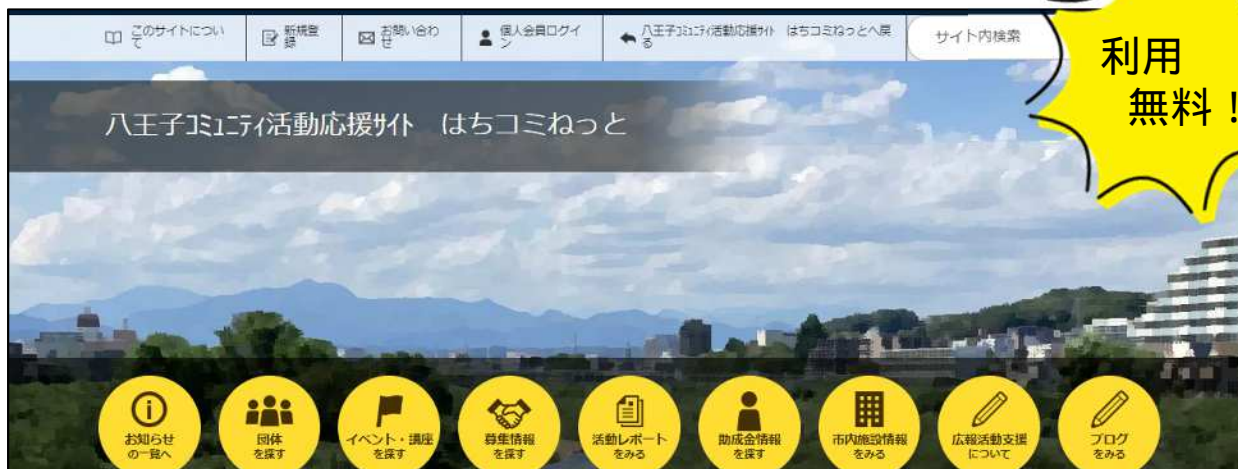 このサイトについ
て
新規登
録
お問い合わ
せ
個人会員ログイ
ン
八王子ｺﾐｭﾆﾃｨ活動応援ｻｲﾄ はちコミねっとへ戻
る
サイト内検索
利用
無料！
八王子ｺﾐｭﾆﾃｨ活動応援ｻｲﾄ はちコミねっと
お知らせ
の一覧へ
団体
を探す
イベント・講座
を探す
募集情報
を探す
活動レポート
をみる
助成金情報
を探す
市内施設情報
をみる
広報活動支援
について
ブログ
をみる